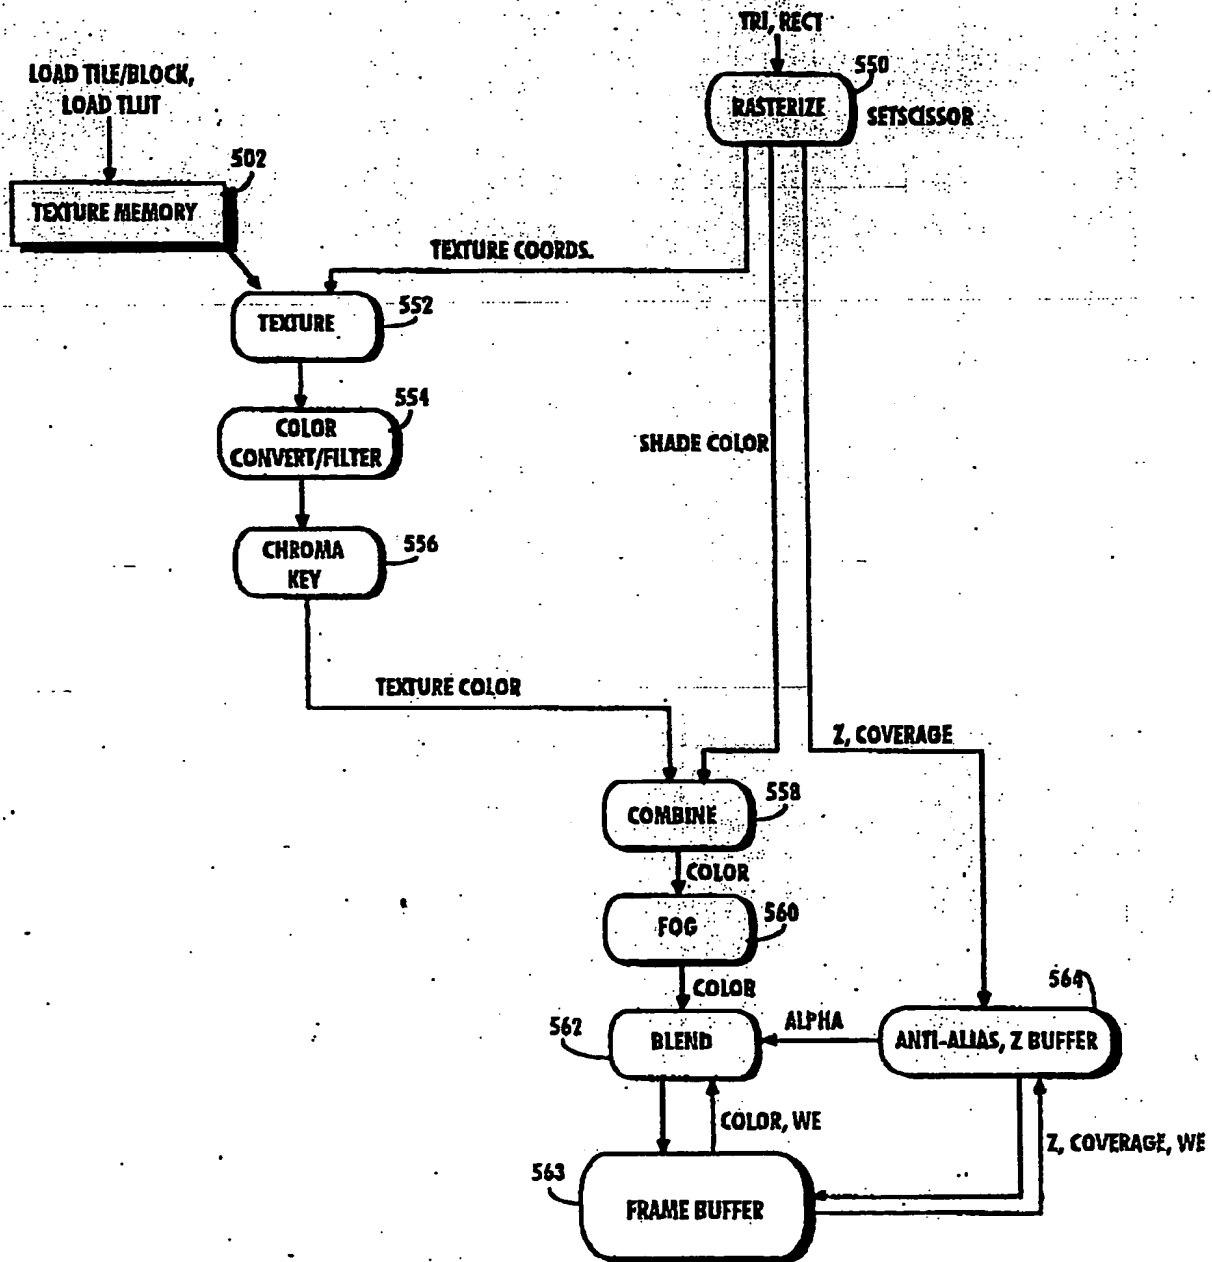 TRI, RECT
550
LOAD TILE/BLOCK,
LOAD TLUT
RASTERIZE
SETSCISSOR
502
TEXTURE MEMORY
TEXTURE COORDS.
552
TEXTURE
554
COLOR
CONVERT/FILTER
SHADE COLOR
556
CHROMA
KEY
TEXTURE COLOR
Z, COVERAGE
558
COMBINE
COLOR
560
FOG
564
COLOR
562
BLEND
ALPHA
ANTI-ALIAS, Z BUFFER
COLOR, WE
Z, COVERAGE, WE
563
FRAME BUFFER